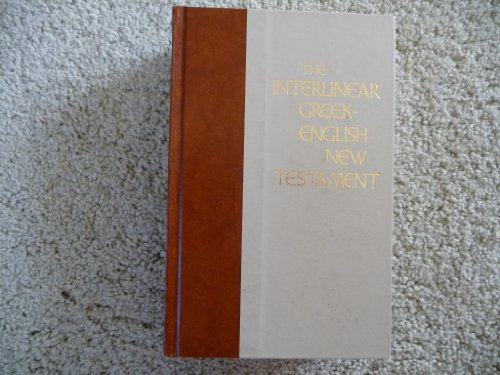 THE
INTERLINEAR
GREEK-
ENGLISH
NEW
TESTAMENT